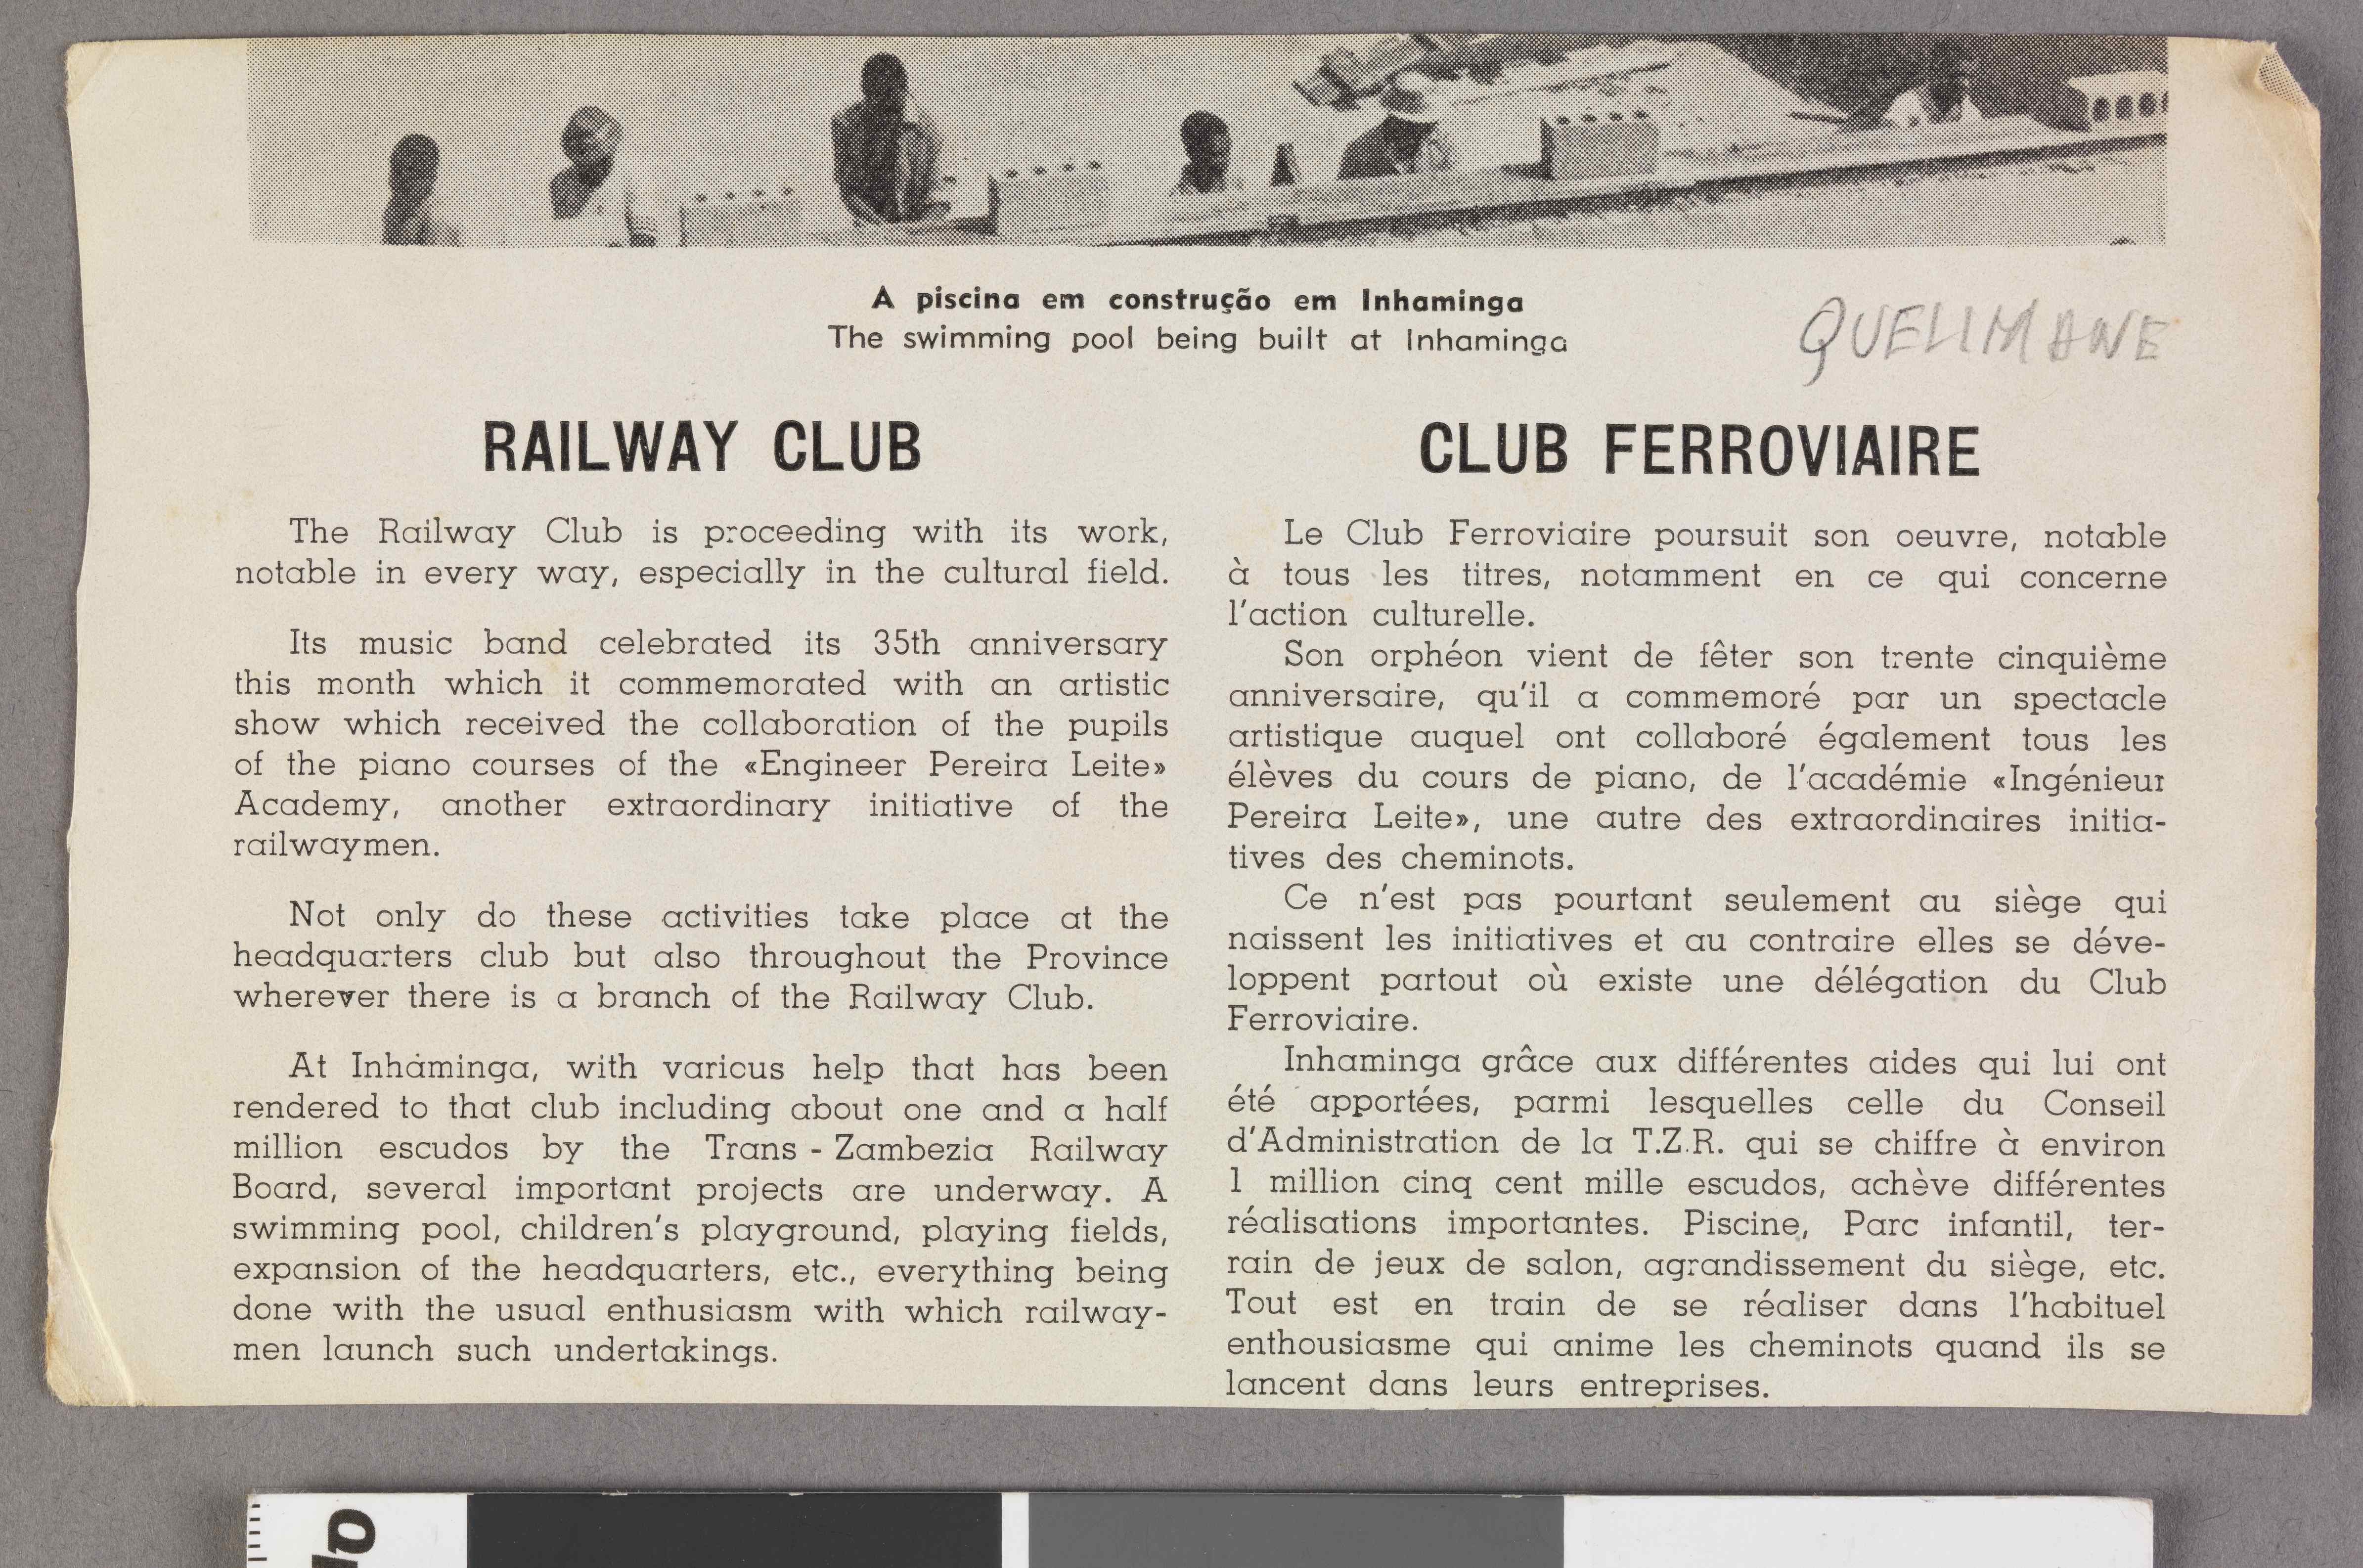 A piscina em construção em Inhaminga
The swimming pool being built at Inhaminga
QUELIMANE
RAILWAY CLUB
The Railway Club is proceeding with its work,
notable in every way, especially in the cultural field.
Its music band celebrated its 35th anniversary
this month which it commemorated with an artistic
show which received the collaboration of the pupils
of the piano courses of the «Engineer Pereira Leite»
Academy, another extraordinary initiative of the
railwaymen.
Not only do these activities take place at the
headquarters club but also throughout the Province
wherever there is a branch of the Railway Club.
At Inhaminga, with various help that has been
rendered to that club including about one and a half
million escudos by the Trans - Zambezia Railway
Board, several important projects are underway. A
swimming pool, children's playground, playing fields,
expansion of the headquarters, etc., everything being
done with the usual enthusiasm with which railway-
men launch such undertakings.
CLUB FERROVIAIRE
Le Club Ferroviaire poursuit son oeuvre, notable
à tous les titres, notamment en ce qui concerne
l'action culturelle.
Son orphéon vient de fêter son trente cinquième
anniversaire, qu'il a commemoré par un spectacle
artistique auquel ont collaboré également tous les
élèves du cours de piano, de l'académie «Ingénieur
Pereira Leite», une autre des extraordinaires initia-
tives des cheminots.
Ce n'est pas pourtant seulement au siège qui
naissent les initiatives et au contraire elles se déve-
loppent partout où existe une délégation du Club
Ferroviaire.
Inhaminga grâce aux différentes aides qui lui ont
été apportées, parmi lesquelles celle du Conseil
d'Administration de la T.Z.R. qui se chiffre à environ
1 million cinq cent mille escudos, achève différentes
réalisations importantes. Piscine, Parc infantil, ter-
rain de jeux de salon, agrandissement du siège, etc.
Tout est en train de se réaliser dans l'habituel
enthousiasme qui anime les cheminots quand ils se
lancent dans leurs entreprises.